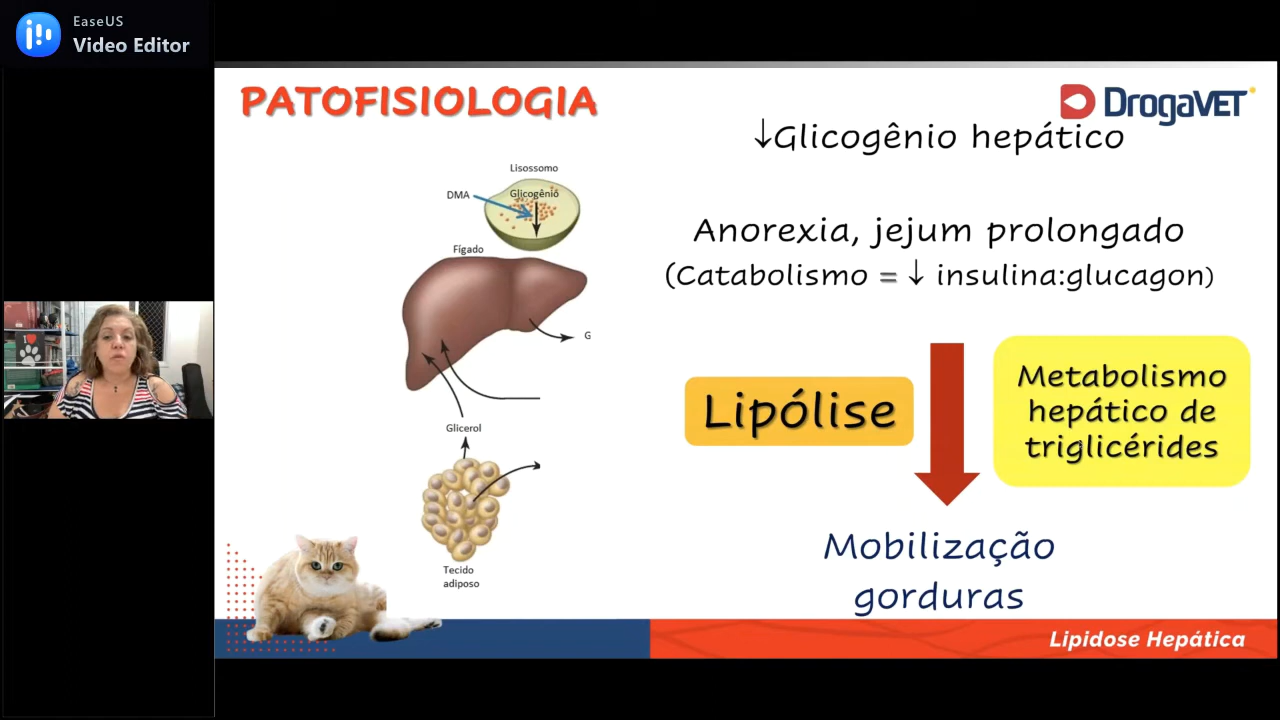 EaseUS
Video Editor
PATOFISIOLOGIA
DrogaVET
↓Glicogênio hepático
Lisossomo
DMA
Glicogênio
Fígado
G
Glicerol
Tecido
adiposo
Anorexia, jejum prolongado
(Catabolismo = ↓ insulina:glucagon)
Lipólise
Metabolismo
hepático de
triglicérides
Mobilização
gorduras
Lipidose Hepática
I